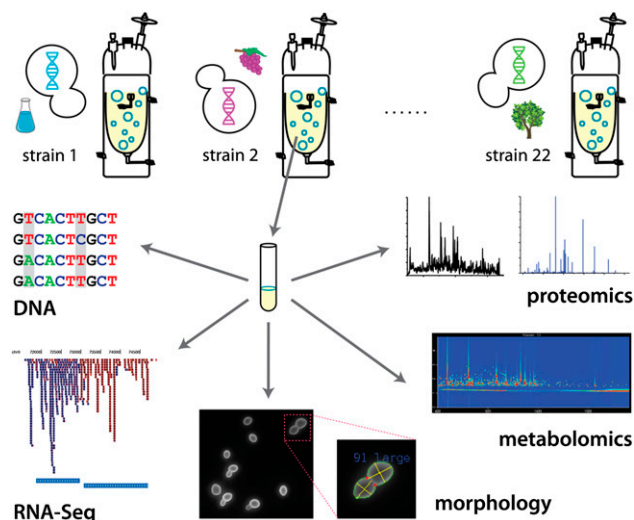 strain 1
strain 2
......
strain 22
GTCACTTGCT
GTCACTCGCT
GACACTTGCT
GACACTTGCT
DNA
proteomics
metabolomics
91 large
RNA-Seq
morphology